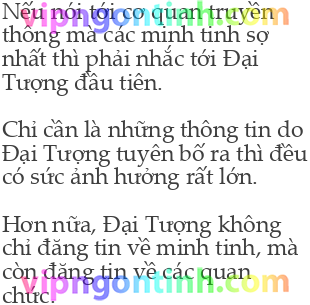 Nếu nói tới cơ quan truyền
thông mà các minh tinh sợ
nhất thì phải nhắc tới Đại
Tượng đầu tiên.
Chỉ cần là những thông tin do
Đại Tượng tuyên bố ra thì đều
có sức ảnh hưởng rất lớn.
Hơn nữa, Đại Tượng không
chỉ đăng tin về minh tinh, mà
còn đăng tin về các quan
chức.
vipngontinh.com
vipngontinh.com